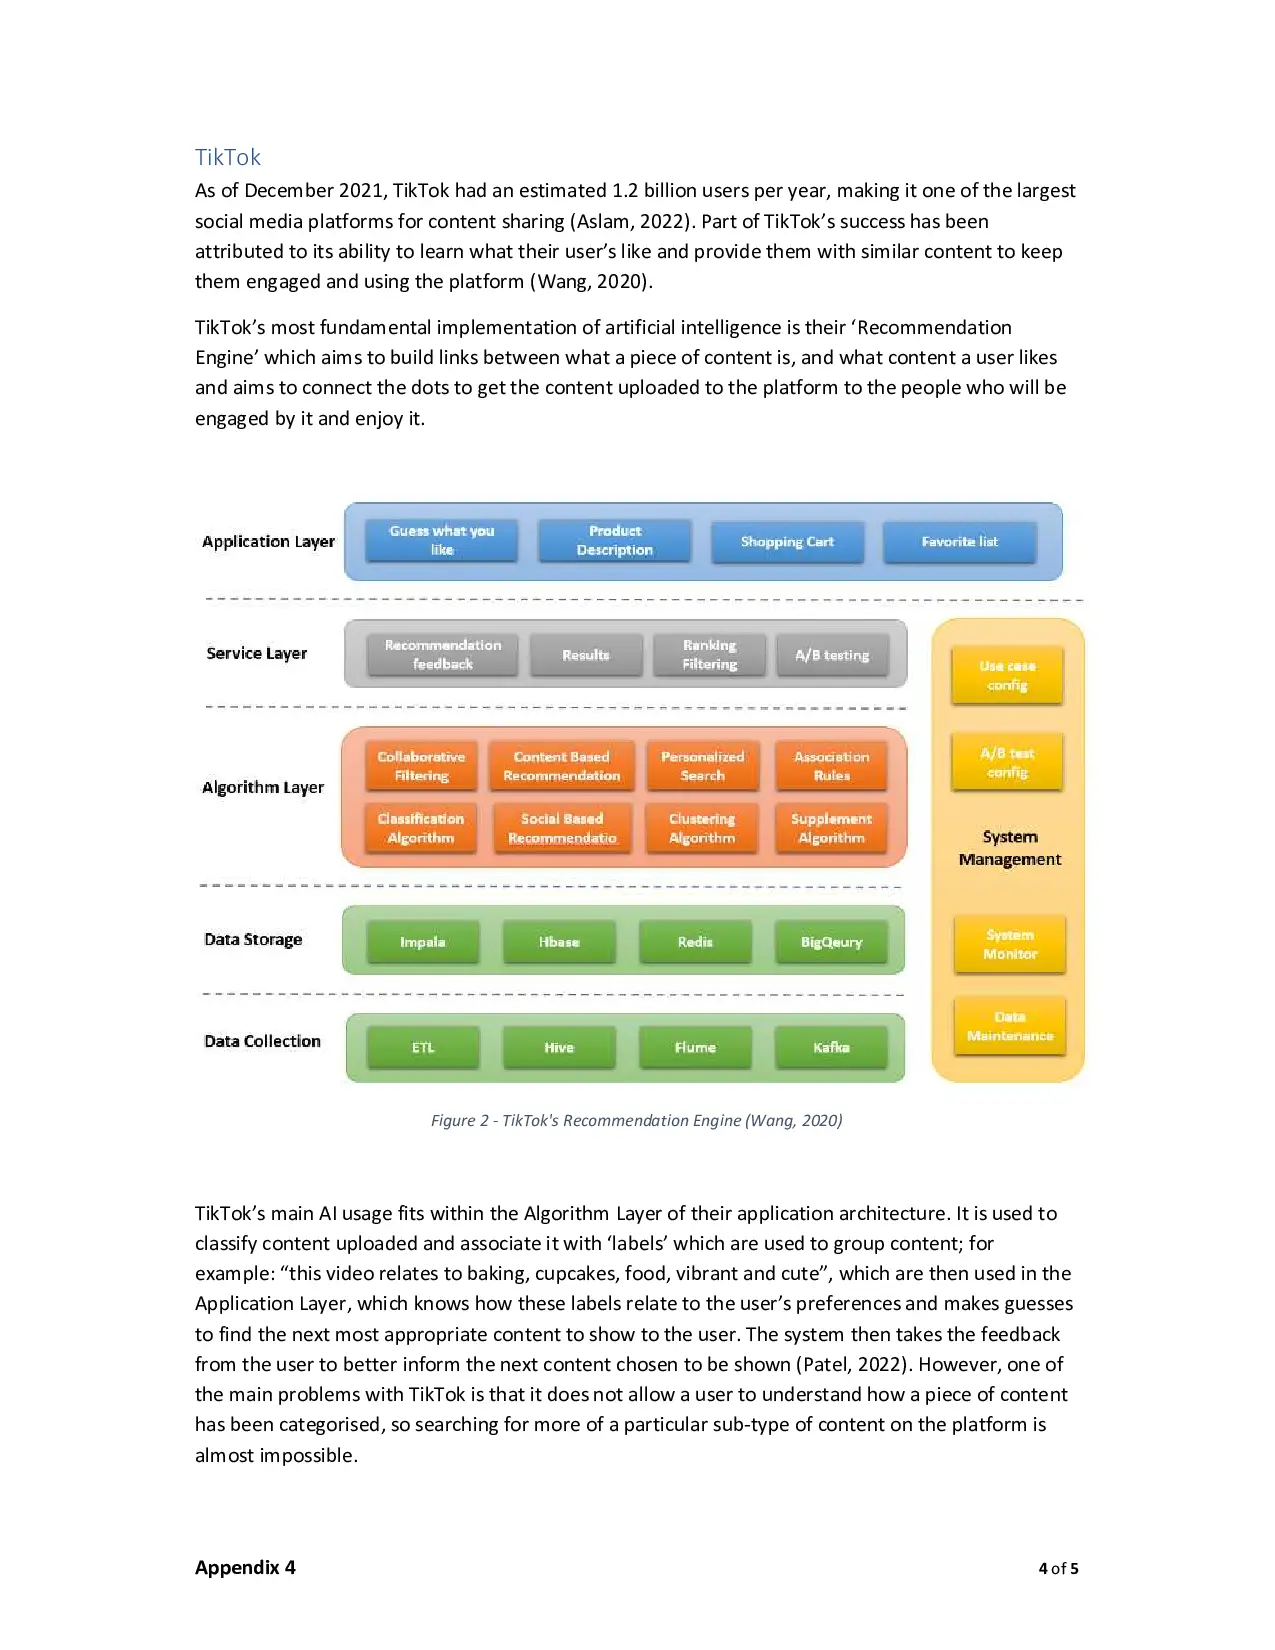 TikTok
As of December 2021, TikTok had an estimated 1.2 billion users per year, making it one of the largest
social media platforms for content sharing (Aslam, 2022). Part of TikTok’s success has been
attributed to its ability to learn what their user’s like and provide them with similar content to keep
them engaged and using the platform (Wang, 2020).
TikTok’s most fundamental implementation of artificial intelligence is their ‘Recommendation
Engine’ which aims to build links between what a piece of content is, and what content a user likes
and aims to connect the dots to get the content uploaded to the platform to the people who will be
engaged by it and enjoy it.
Application Layer
Guess what you
like
Product
Description
Shopping Cart
Favorite list
Service Layer
Recommendation
feedback
Results
Ranking
Filtering
A/B testing
Algorithm Layer
Collaborative
Filtering
Content Based
Recommendation
Personalized
Search
Association
Rules
Classification
Algorithm
Social Based
Recommendatio
Clustering
Algorithm
Supplement
Algorithm
Data Storage
Impala
Hbase
Redis
BigQeury
Data Collection
ETL
Hive
Flume
Kafka
Use case
config
A/B test
config
System
Management
System
Monitor
Data
Maintenance
Figure 2 - TikTok's Recommendation Engine (Wang, 2020)
TikTok’s main AI usage fits within the Algorithm Layer of their application architecture. It is used to
classify content uploaded and associate it with ‘labels’ which are used to group content; for
example: “this video relates to baking, cupcakes, food, vibrant and cute”, which are then used in the
Application Layer, which knows how these labels relate to the user’s preferences and makes guesses
to find the next most appropriate content to show to the user. The system then takes the feedback
from the user to better inform the next content chosen to be shown (Patel, 2022). However, one of
the main problems with TikTok is that it does not allow a user to understand how a piece of content
has been categorised, so searching for more of a particular sub-type of content on the platform is
almost impossible.
Appendix 4
4 of 5